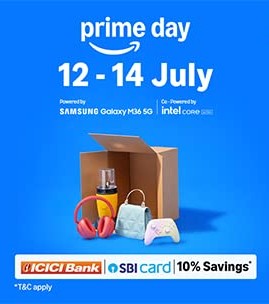 prime day
12 - 14 July
Powered by
SAMSUNG Galaxy M36 5G
Co - Powered by
intel core
ICICI Bank
SBI card
10% Savings*
*T&C apply